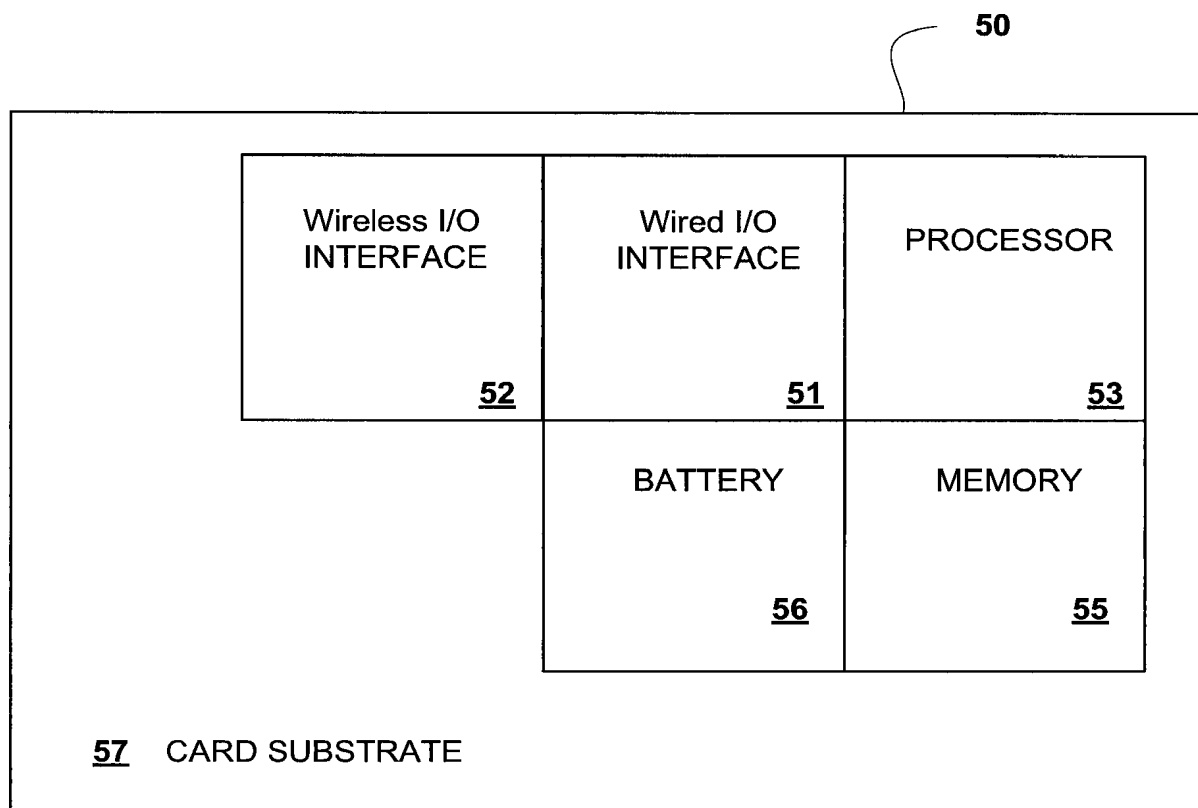 50
Wireless I/O
INTERFACE
52
Wired I/O
INTERFACE
51
PROCESSOR
53
BATTERY
56
MEMORY
55
57 CARD SUBSTRATE